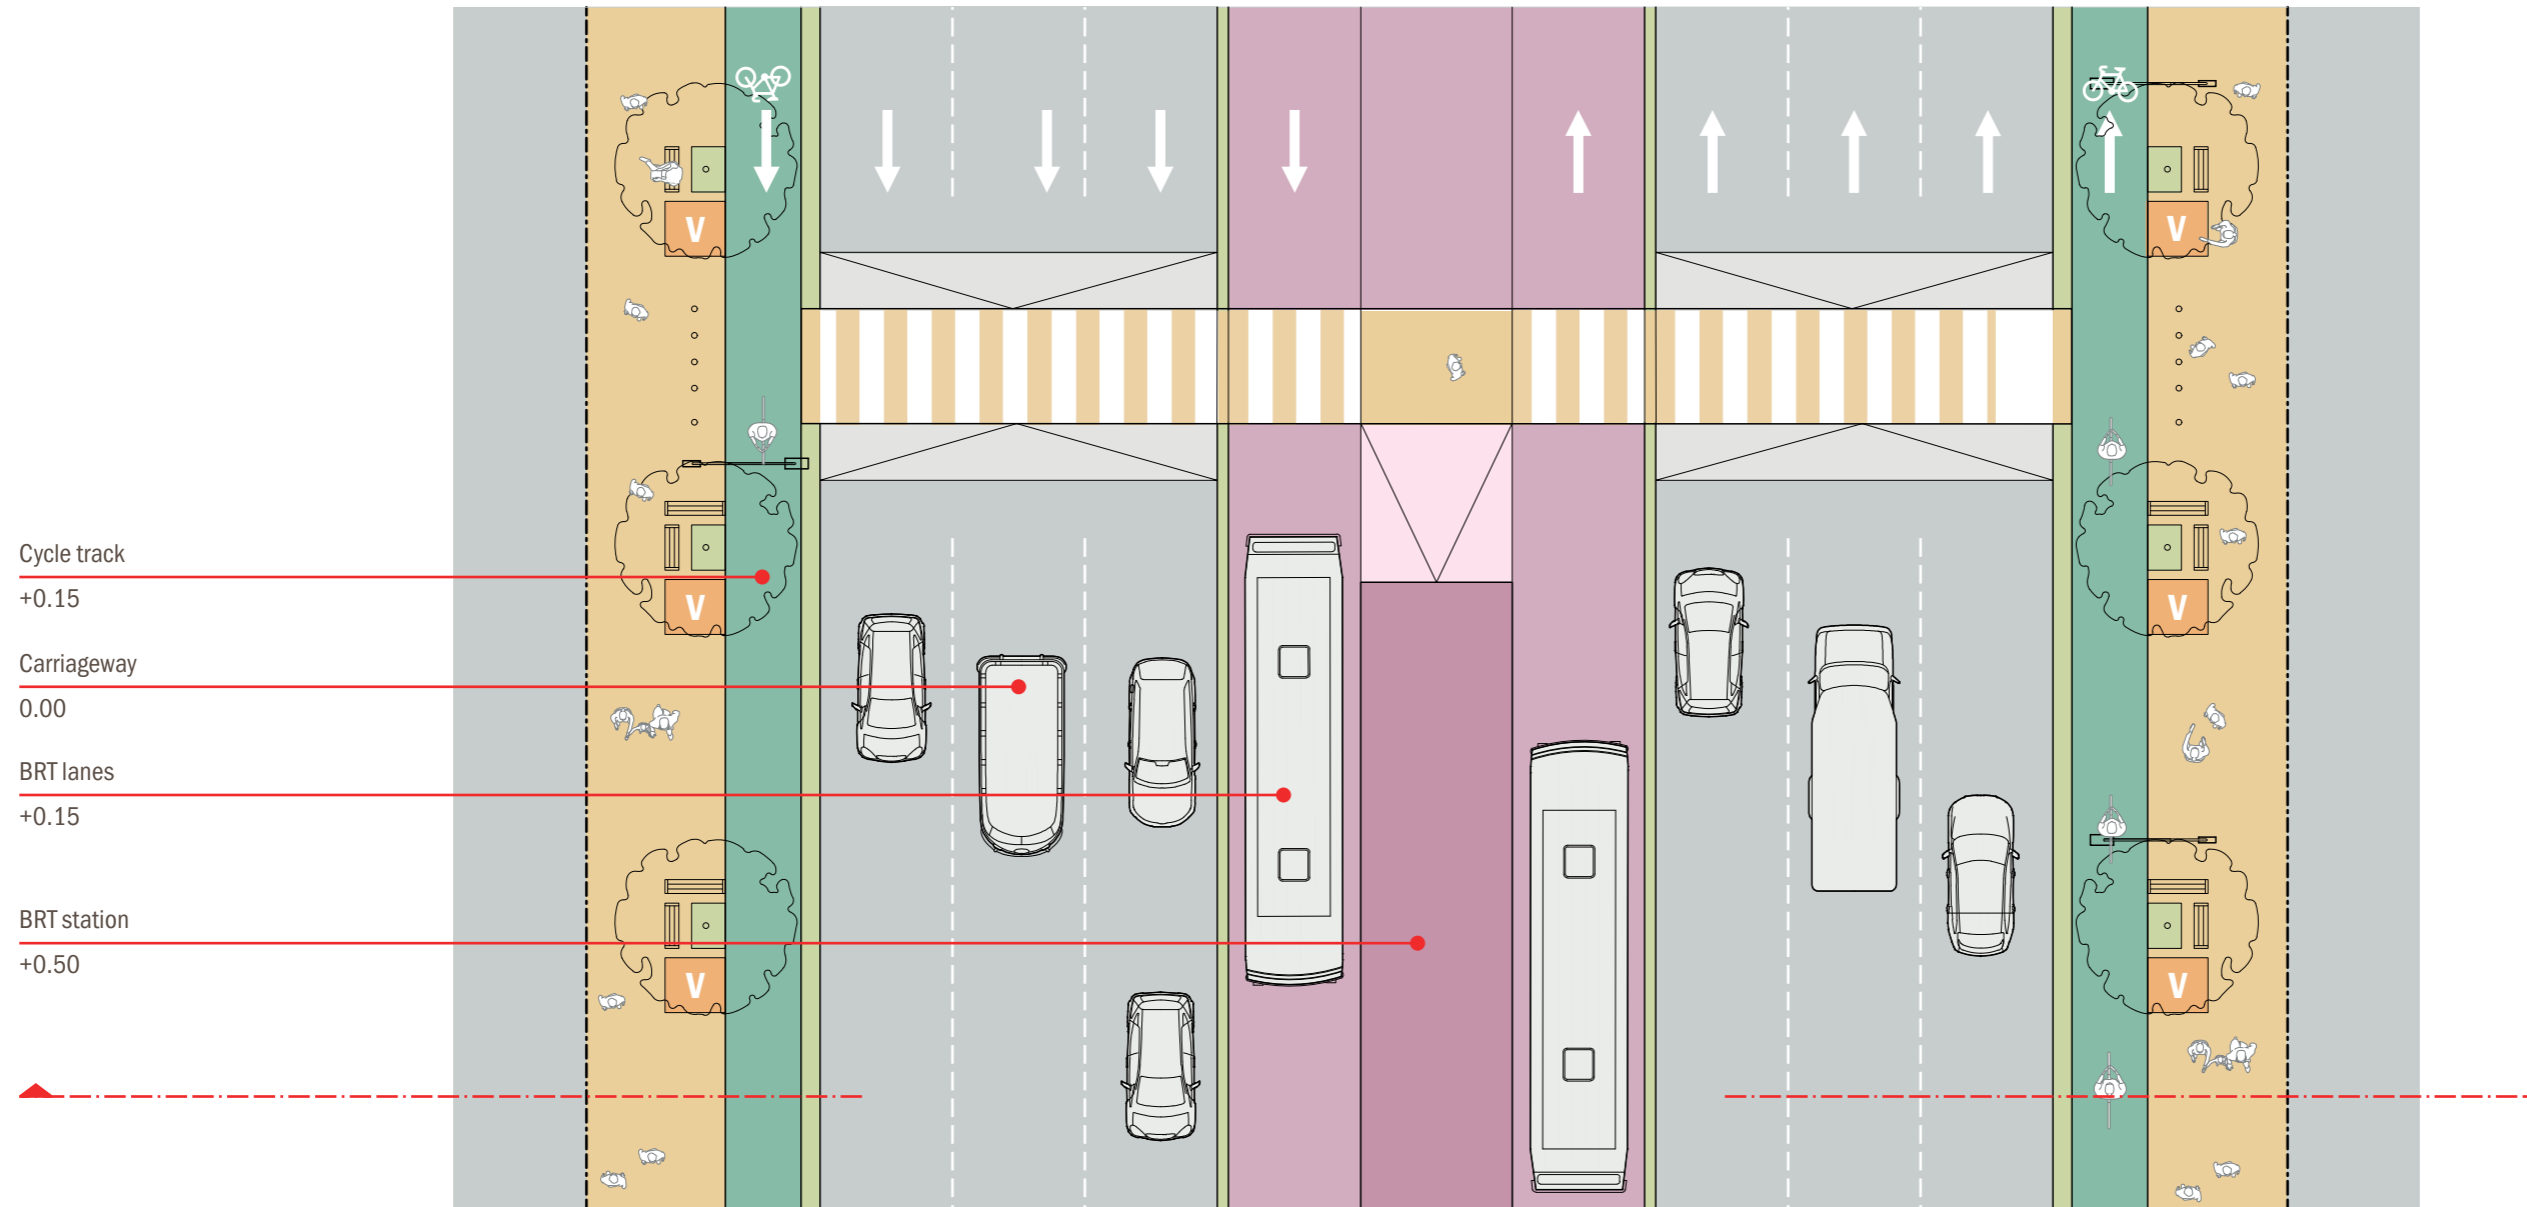 V
V
Cycle track
+0.15
V
V
Carriageway
0.00
BRT lanes
+0.15
BRT station
+0.50
V
V